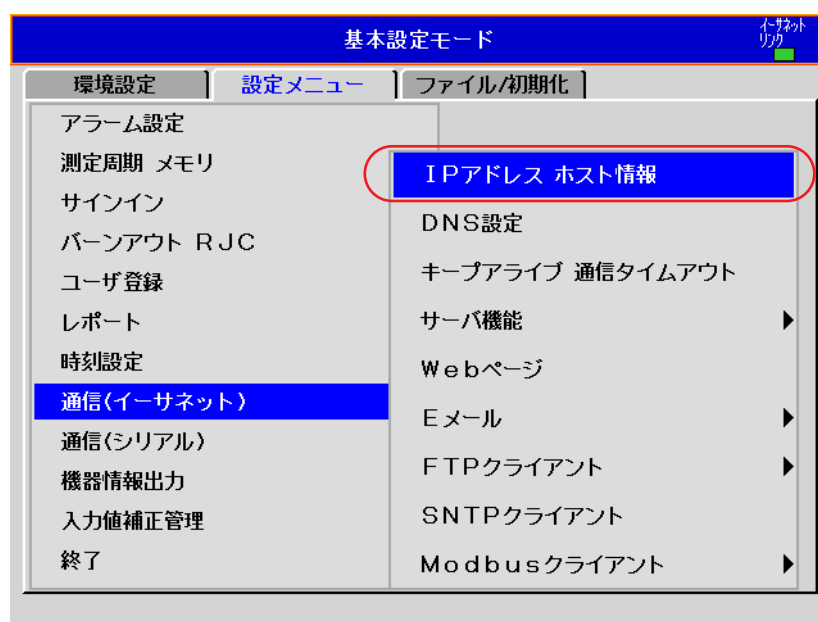 基本設定モード
イーサネット
リンク
環境設定
設定メニュー
ファイル/初期化
アラーム設定
測定周期 メモリ
サインイン
バーンアウト ＲＪＣ
ユーザ登録
レポート
時刻設定
通信(イーサネット)
通信(シリアル)
機器情報出力
入力値補正管理
終了
ＩＰアドレス ホスト情報
ＤＮＳ設定
キープアライブ 通信タイムアウト
サーバ機能
Ｗｅｂページ
Ｅメール
ＦＴＰクライアント
ＳＮＴＰクライアント
Ｍｏｄｂｕｓクライアント